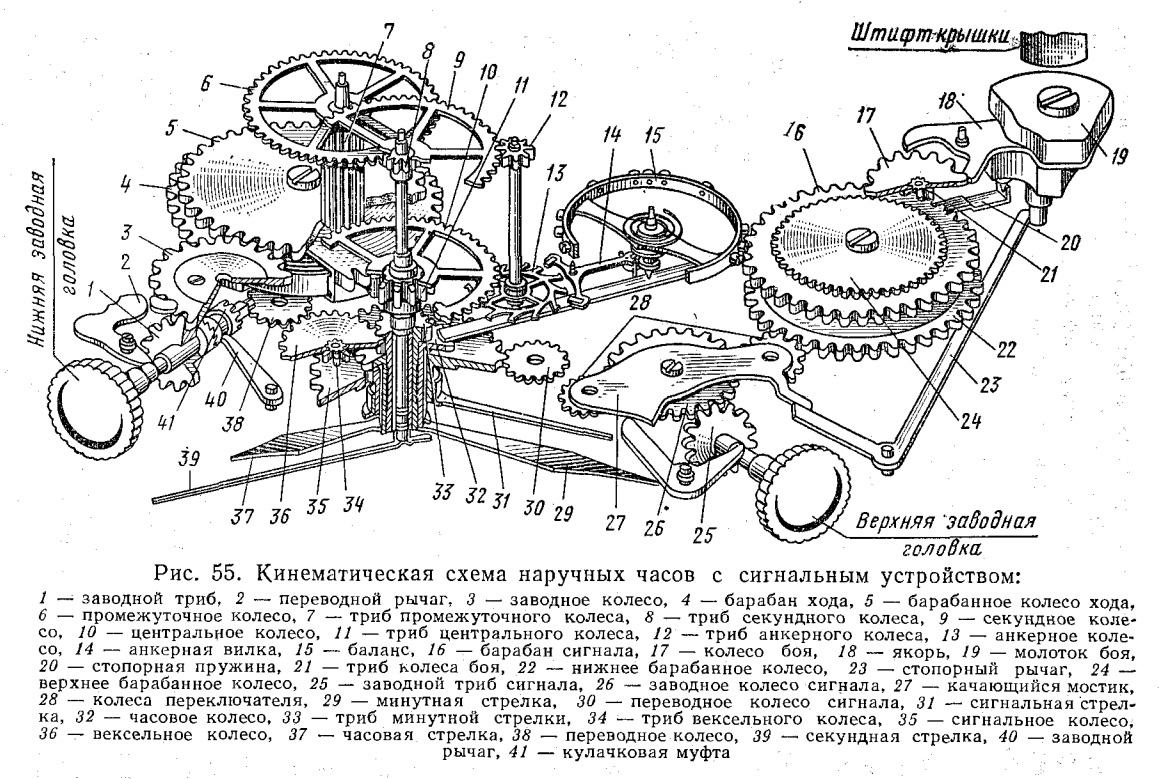 Штифт крышки
Нижняя заводная
головка
Верхняя заводная
головка
1
2
3
4
5
6
7
8
9
10
11
12
13
14
15
16
17
18
19
20
21
22
23
24
25
26
27
28
29
30
31
32
33
34
35
36
37
38
39
40
41
Рис. 55. Кинематическая схема наручных часов с сигнальным устройством:
1 — заводной триб, 2 — переводной рычаг, 3 — заводное колесо, 4 — барабан хода, 5 — барабанное колесо хода,
6 — промежуточное колесо, 7 — триб промежуточного колеса, 8 — триб секундного колеса, 9 — секундное коле-
со, 10 — центральное колесо, 11 — триб центрального колеса, 12 — триб анкерного колеса, 13 — анкерное коле-
со, 14 — анкерная вилка, 15 — баланс, 16 — барабан сигнала, 17 — колесо боя, 18 — якорь, 19 — молоток боя,
20 — стопорная пружина, 21 — триб колеса боя, 22 — нижнее барабанное колесо, 23 — стопорный рычаг, 24 —
верхнее барабанное колесо, 25 — заводной триб сигнала, 26 — заводное колесо сигнала, 27 — качающийся мостик,
28 — колеса переключателя, 29 — минутная стрелка, 30 — переводное колесо сигнала, 31 — сигнальная стрел-
ка, 32 — часовое колесо, 33 — триб минутной стрелки, 34 — триб вексельного колеса, 35 — сигнальное колесо,
36 — вексельное колесо, 37 — часовая стрелка, 38 — переводное колесо, 39 — секундная стрелка, 40 — заводной
рычаг, 41 — кулачковая муфта